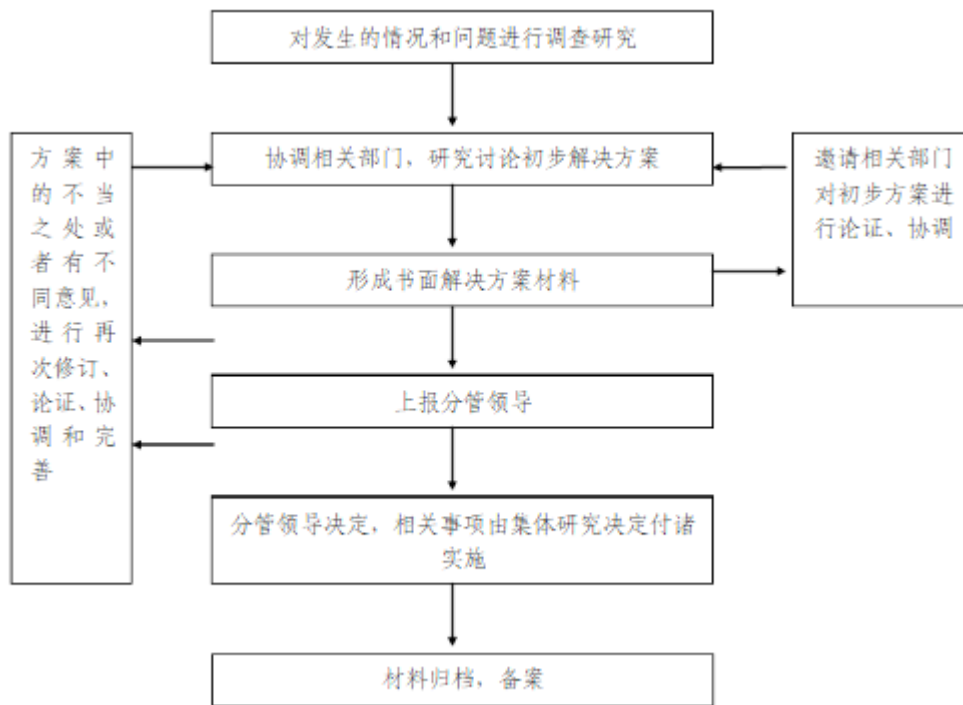 对发生的情况和问题进行调查研究
方案中
的不当
之处或
者有不
同意见，
进行再
次修订、
论证、协
调和完
善
协调相关部门，研究讨论初步解决方案
邀请相关部门
对初步方案进
行论证、协调
形成书面解决方案材料
上报分管领导
分管领导决定，相关事项由集体研究决定付诸
实施
材料归档，备案